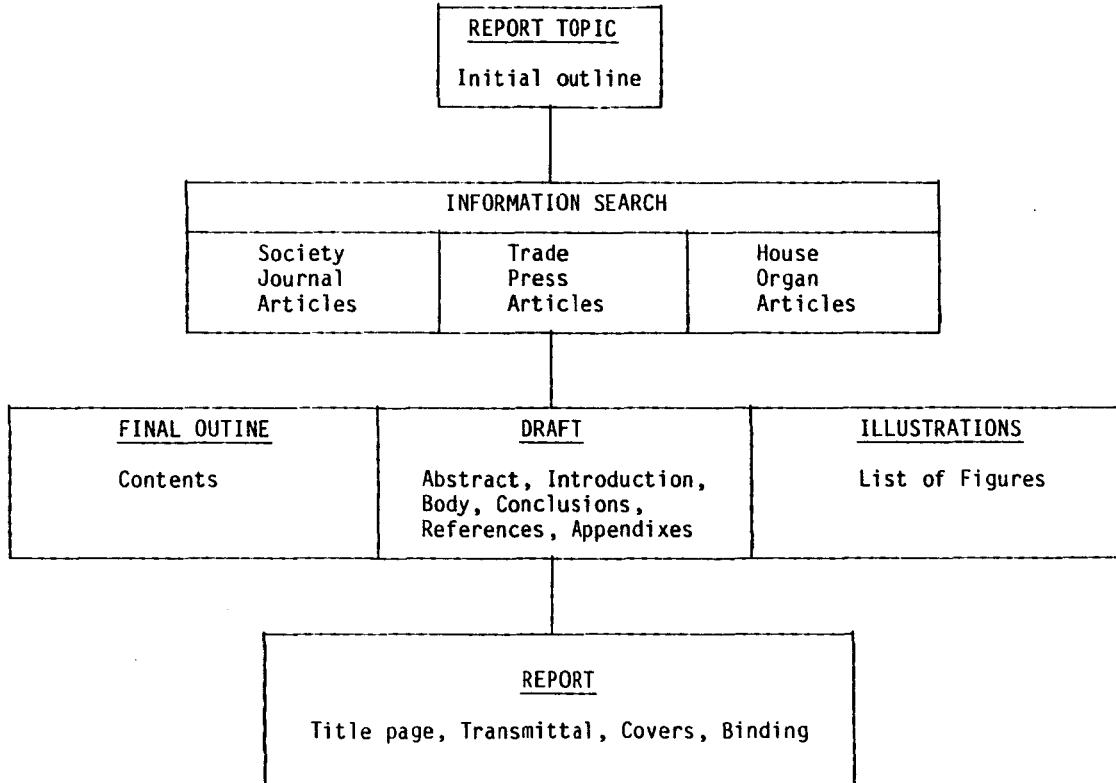 REPORT TOPIC
Initial outline
INFORMATION SEARCH
Society
Journal
Articles
Trade
Press
Articles
House
Organ
Articles
FINAL OUTINE
Contents
DRAFT
Abstract, Introduction,
Body, Conclusions,
References, Appendixes
ILLUSTRATIONS
List of Figures
REPORT
Title page, Transmittal, Covers, Binding